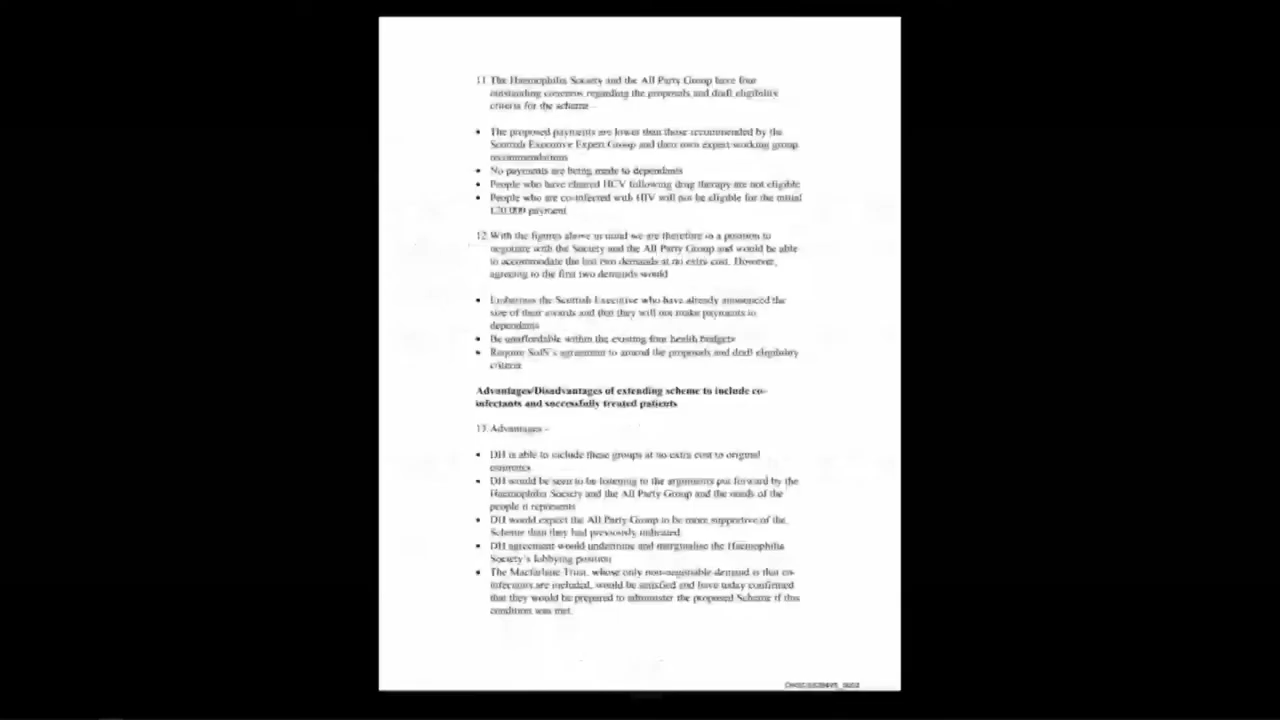 11. The Haemophilia Society and the All Party Group have four
outstanding concerns regarding the proposals and draft eligibility
criteria for the scheme –
• The proposed payments are lower than those recommended by the
Scottish Executive Expert Group and their own expert working group
recommendations
• No payments are being made to dependants
• People who have cleared HCV following drug therapy are not eligible
• People who are co-infected with HIV will not be eligible for the initial
£20,000 payment
12. With the figures above in mind we are therefore in a position to
negotiate with the Society and the All Party Group and would be able
to accommodate the last two demands at no extra cost. However,
agreeing to the first two demands would
• Embarrass the Scottish Executive who have already announced the
size of their awards and that they will not make payments to
dependants
• Be unaffordable within the existing four health budgets
• Require SofS's agreement to amend the proposals and draft eligibility
criteria
Advantages/Disadvantages of extending scheme to include co-
infectants and successfully treated patients
13. Advantages –
• DH is able to include these groups at no extra cost to original
estimates
• DH would be seen to be listening to the arguments put forward by the
Haemophilia Society and the All Party Group and the needs of the
people it represents
• DH would expect the All Party Group to be more supportive of the
Scheme than they had previously indicated
• DH agreement would undermine and marginalise the Haemophilia
Society's lobbying position
• The Macfarlane Trust, whose only non-negotiable demand is that co-
infectants are included, would be satisfied and have today confirmed
that they would be prepared to administer the proposed Scheme if this
condition was met.